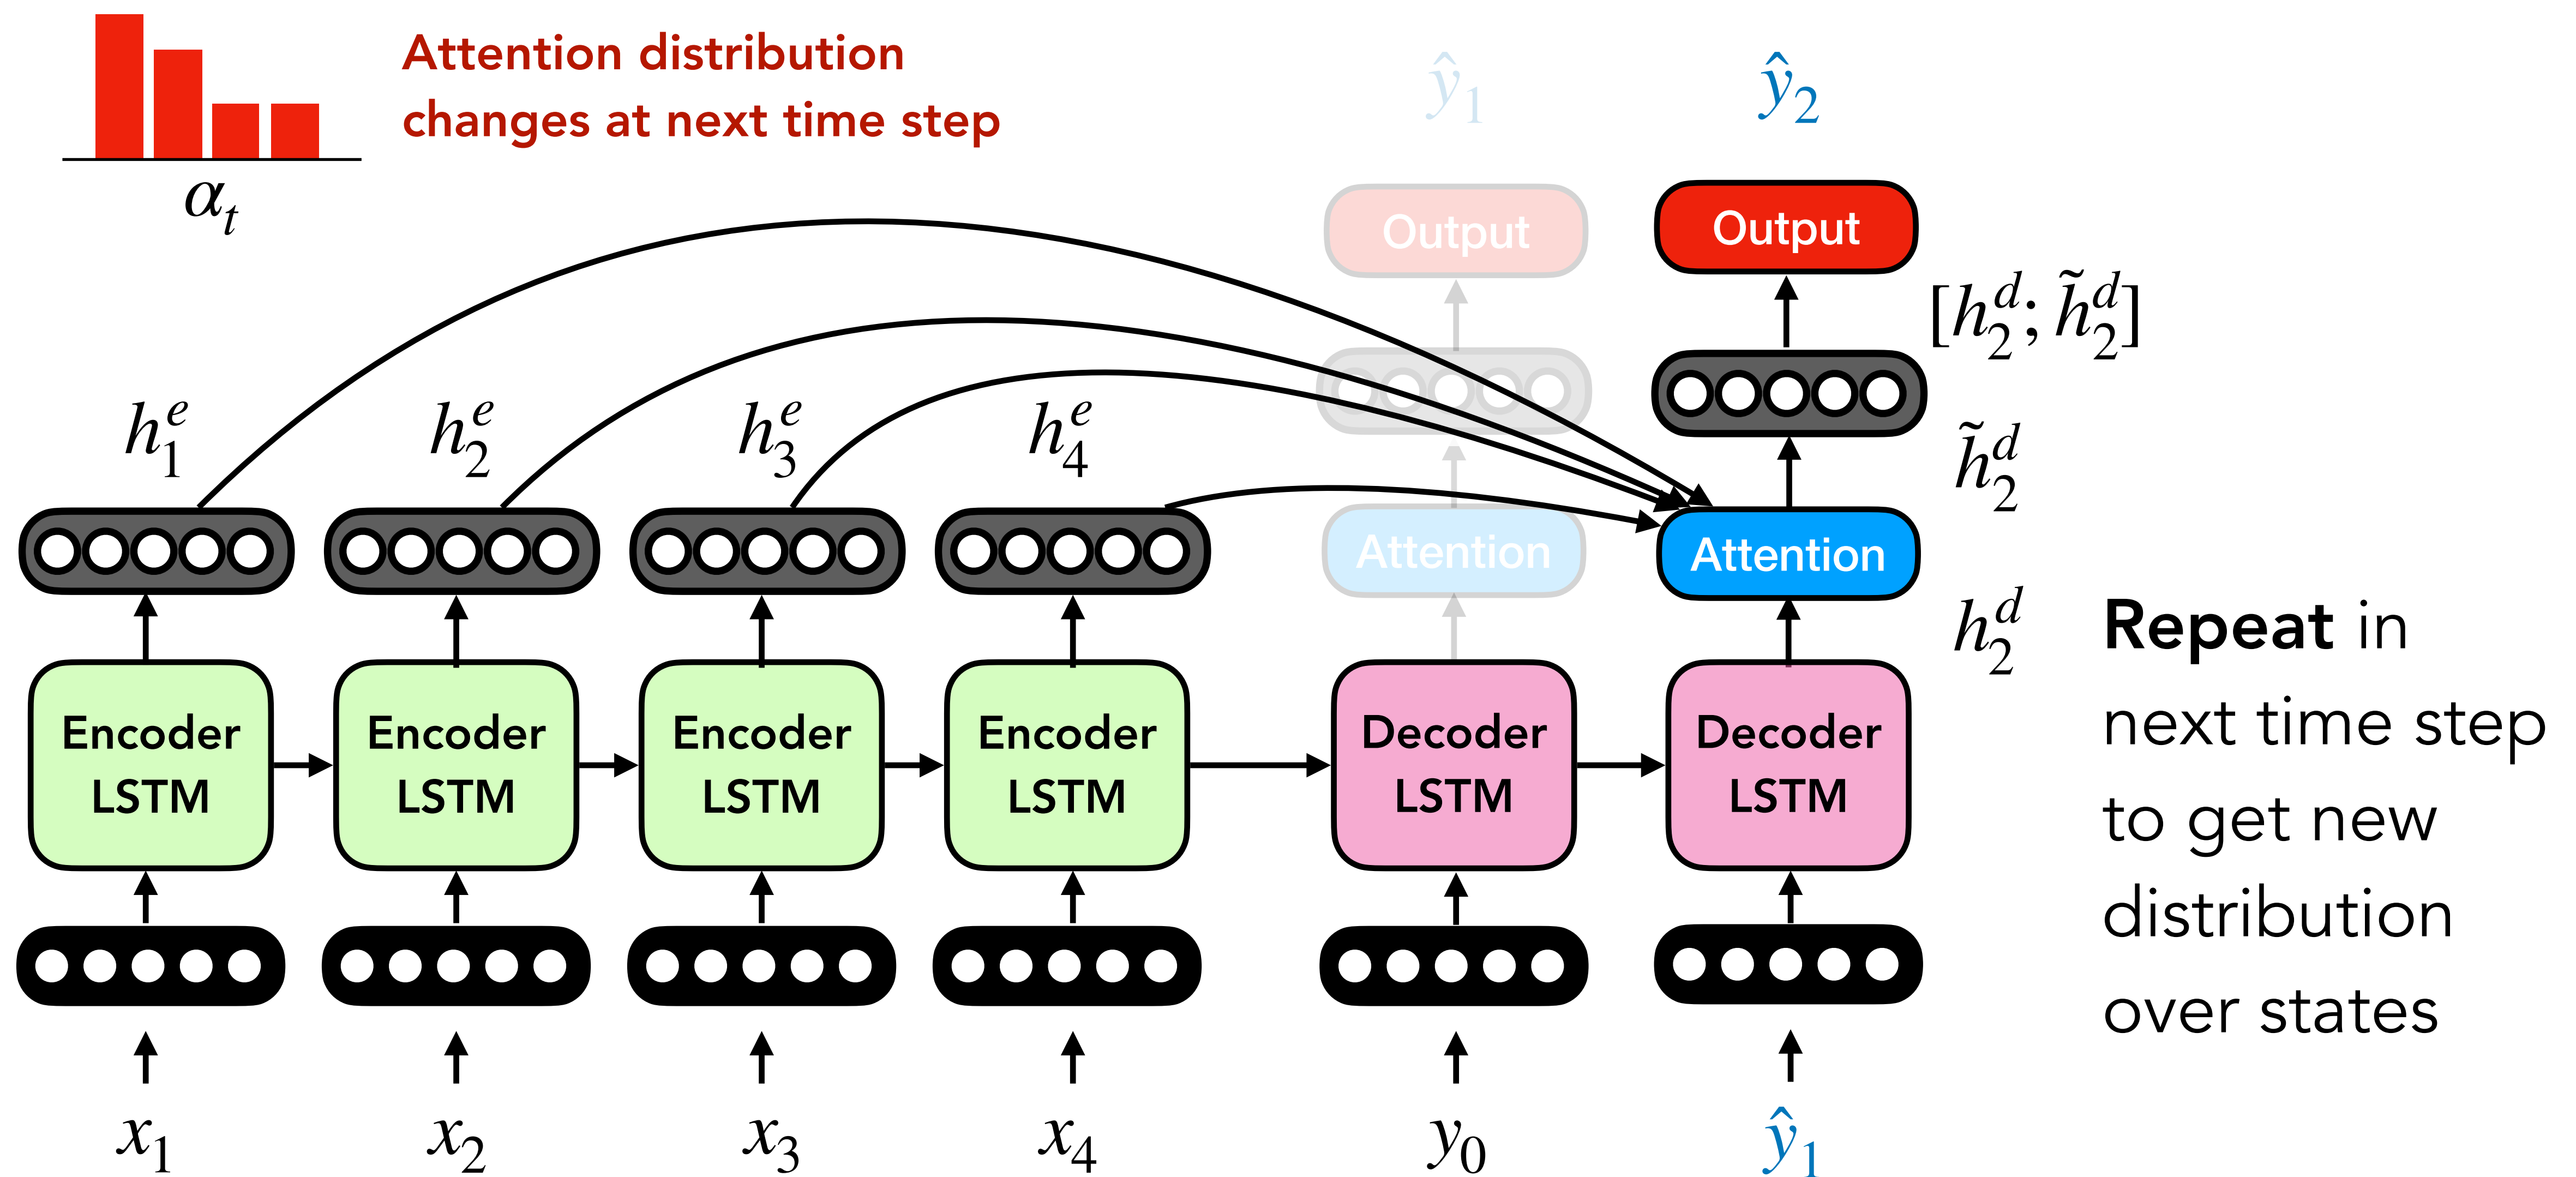 Attention distribution
changes at next time step
α_t
ŷ_1
ŷ_2
Output
Output
[h_2^d; h̃_2^d]
h_1^e
h_2^e
h_3^e
h_4^e
h̃_2^d
Attention
Attention
h_2^d
Encoder
LSTM
Encoder
LSTM
Encoder
LSTM
Encoder
LSTM
Decoder
LSTM
Decoder
LSTM
Repeat in
next time step
to get new
distribution
over states
x_1
x_2
x_3
x_4
y_0
ŷ_1